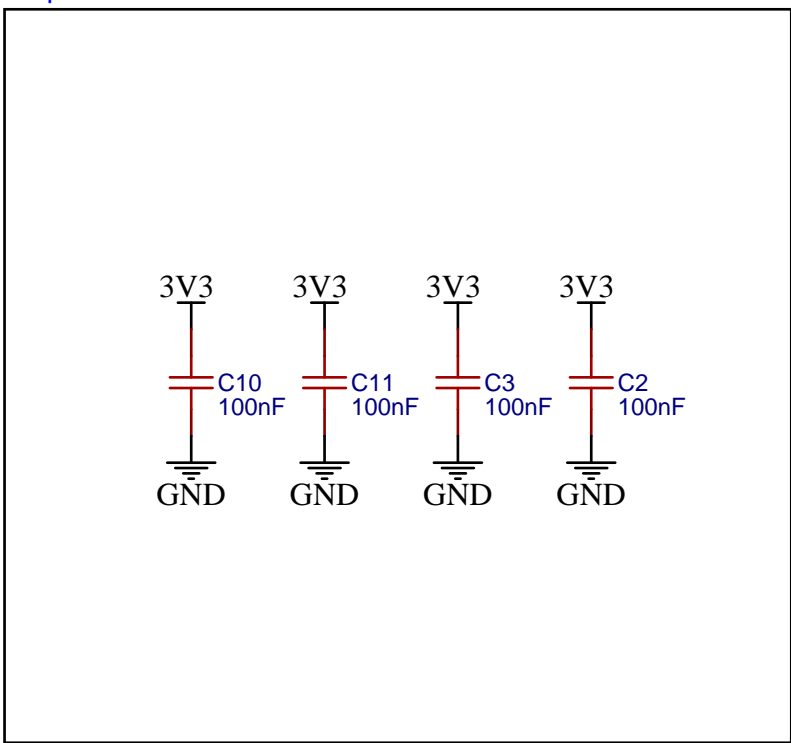 3V3 3V3 3V3 3V3
C10 C11 C3 C2
100nF 100nF 100nF 100nF
GND GND GND GND